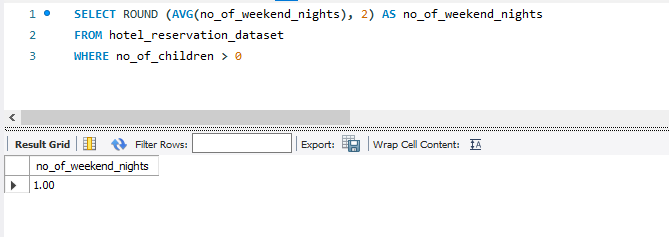 1 SELECT ROUND (AVG(no_of_weekend_nights), 2) AS no_of_weekend_nights
2 FROM hotel_reservation_dataset
3 WHERE no_of_children > 0
Result Grid Filter Rows: Export: Wrap Cell Content:
no_of_weekend_nights
1.00